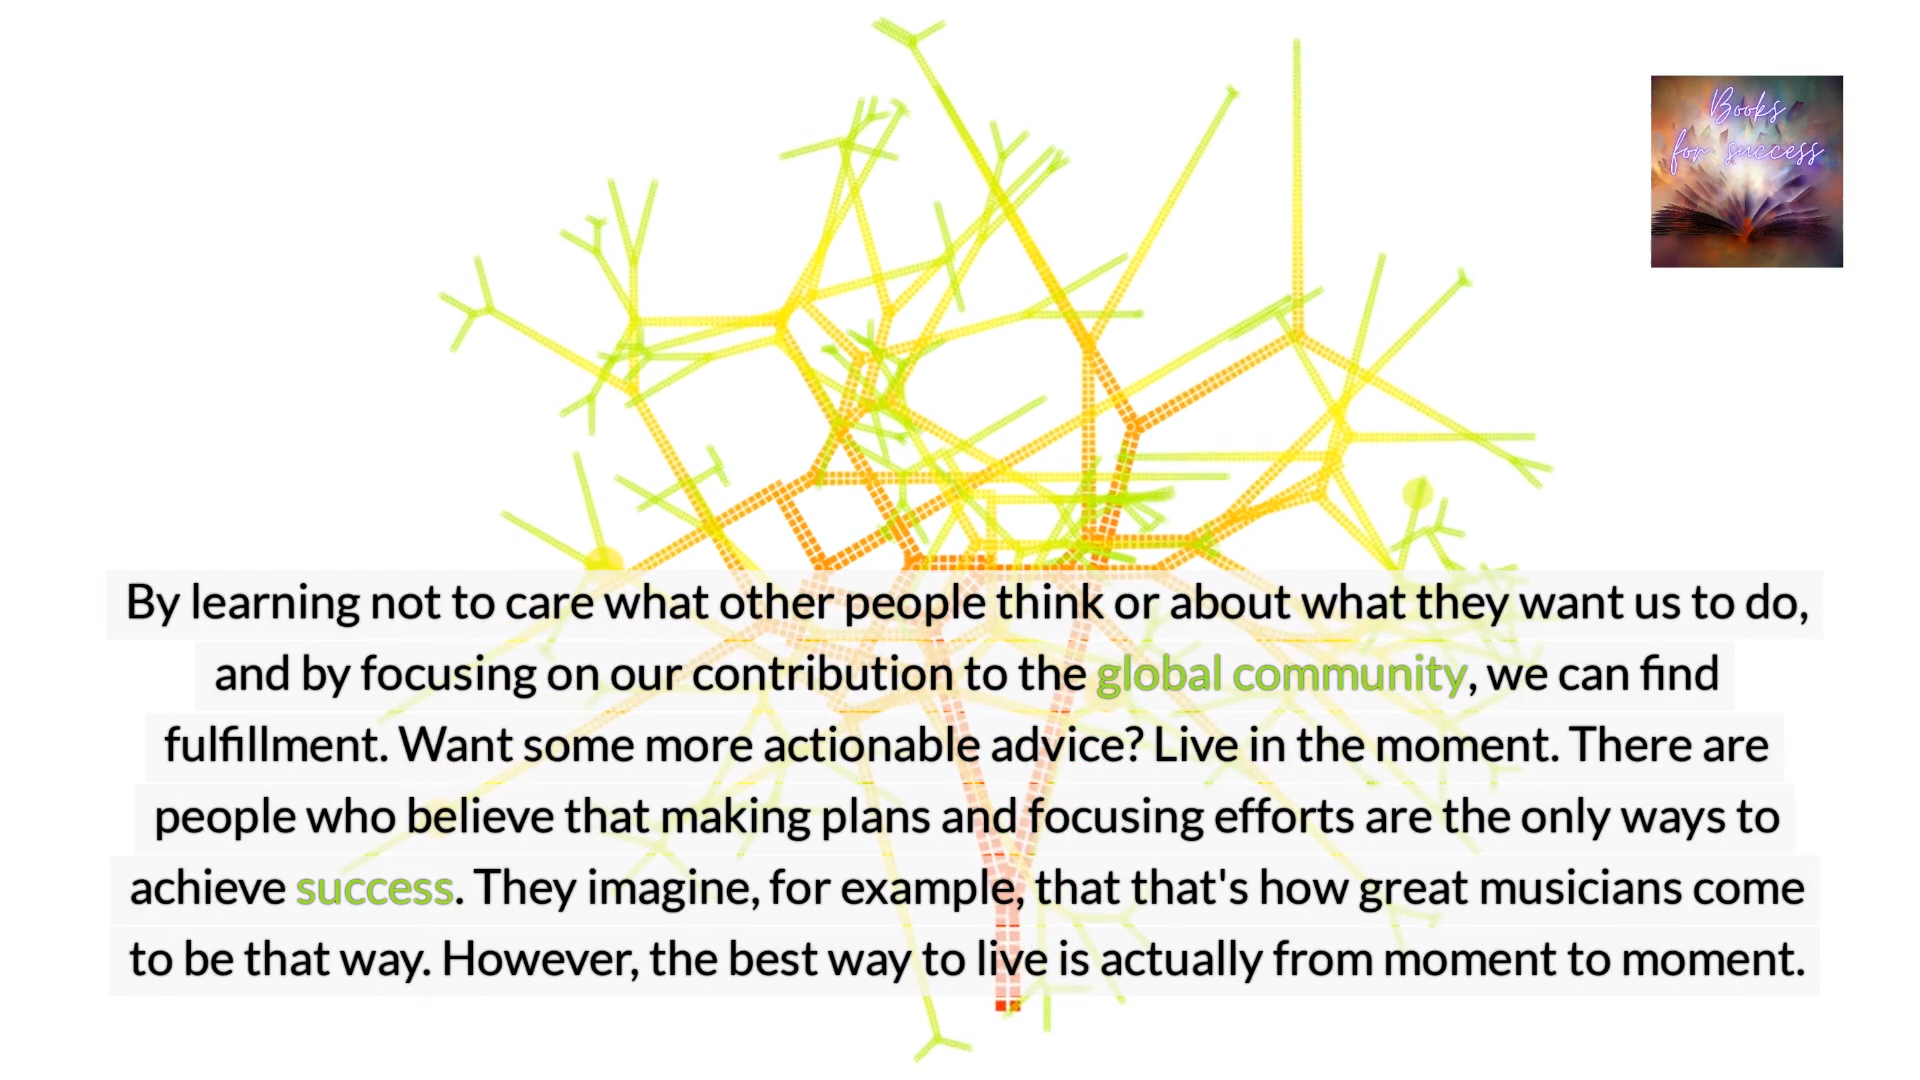 Books
for success
By learning not to care what other people think or about what they want us to do,
and by focusing on our contribution to the global community, we can find
fulfillment. Want some more actionable advice? Live in the moment. There are
people who believe that making plans and focusing efforts are the only ways to
achieve success. They imagine, for example, that that's how great musicians come
to be that way. However, the best way to live is actually from moment to moment.